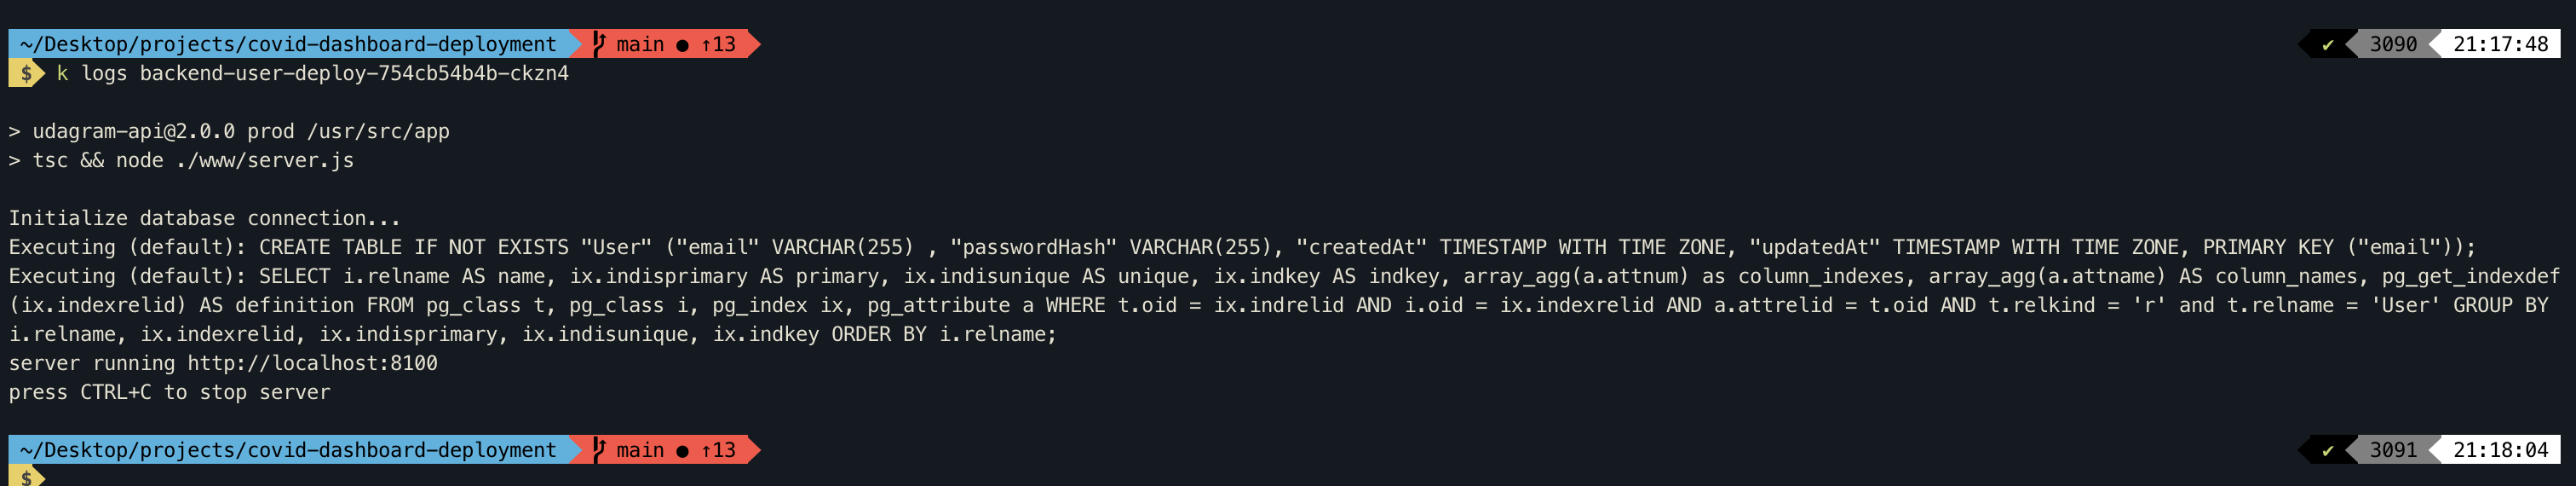 ~/Desktop/projects/covid-dashboard-deployment main ● ↑13 ✔ 3090 21:17:48
$ k logs backend-user-deploy-754cb54b4b-ckzn4
> udagram-api@2.0.0 prod /usr/src/app
> tsc && node ./www/server.js
Initialize database connection...
Executing (default): CREATE TABLE IF NOT EXISTS "User" ("email" VARCHAR(255) , "passwordHash" VARCHAR(255), "createdAt" TIMESTAMP WITH TIME ZONE, "updatedAt" TIMESTAMP WITH TIME ZONE, PRIMARY KEY ("email"));
Executing (default): SELECT i.relname AS name, ix.indisprimary AS primary, ix.indisunique AS unique, ix.indkey AS indkey, array_agg(a.attnum) as column_indexes, array_agg(a.attname) AS column_names, pg_get_indexdef
(ix.indexrelid) AS definition FROM pg_class t, pg_class i, pg_index ix, pg_attribute a WHERE t.oid = ix.indrelid AND i.oid = ix.indexrelid AND a.attrelid = t.oid AND t.relkind = 'r' and t.relname = 'User' GROUP BY
i.relname, ix.indexrelid, ix.indisprimary, ix.indisunique, ix.indkey ORDER BY i.relname;
server running http://localhost:8100
press CTRL+C to stop server
~/Desktop/projects/covid-dashboard-deployment main ● ↑13 ✔ 3091 21:18:04
$